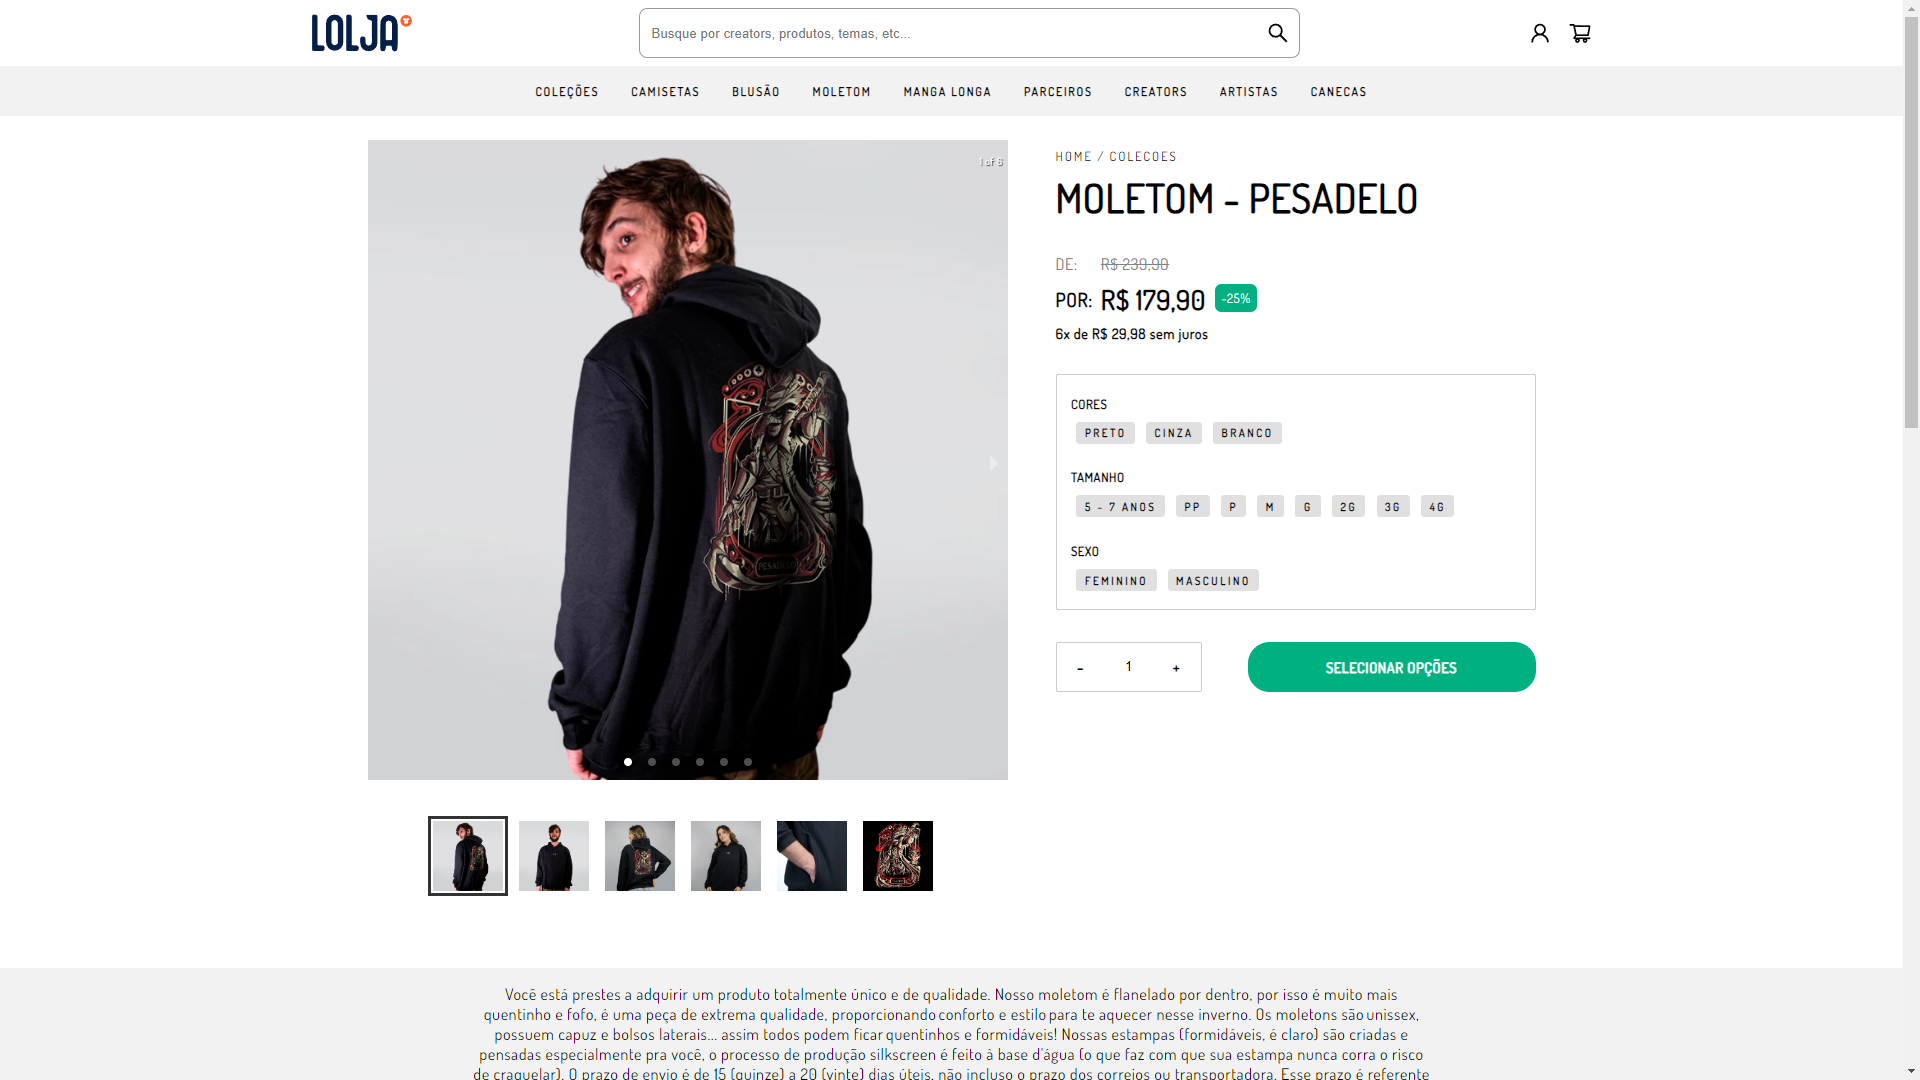 LOLJA
Busque por creators, produtos, temas, etc...
COLEÇÕES CAMISETAS BLUSÃO MOLETOM MANGA LONGA PARCEIROS CREATORS ARTISTAS CANECAS
1 of 6
HOME / COLECOES
MOLETOM - PESADELO
DE: R$ 239,90
POR: R$ 179,90 -25%
6x de R$ 29,98 sem juros
CORES
PRETO CINZA BRANCO
TAMANHO
5 - 7 ANOS PP P M G 2G 3G 4G
SEXO
FEMININO MASCULINO
PESADELO
- 1 + SELECIONAR OPÇÕES
Você está prestes a adquirir um produto totalmente único e de qualidade. Nosso moletom é flanelado por dentro, por isso é muito mais
quentinho e fofo, é uma peça de extrema qualidade, proporcionando conforto e estilo para te aquecer nesse inverno. Os moletons são unissex,
possuem capuz e bolsos laterais... assim todos podem ficar quentinhos e formidáveis! Nossas estampas (formidáveis, é claro) são criadas e
pensadas especialmente pra você, o processo de produção silkscreen é feito à base d'água (o que faz com que sua estampa nunca corra o risco
de craquelar). O prazo de envio é de 15 (quinze) a 20 (vinte) dias úteis, não incluso o prazo dos correios ou transportadora. Esse prazo é referente